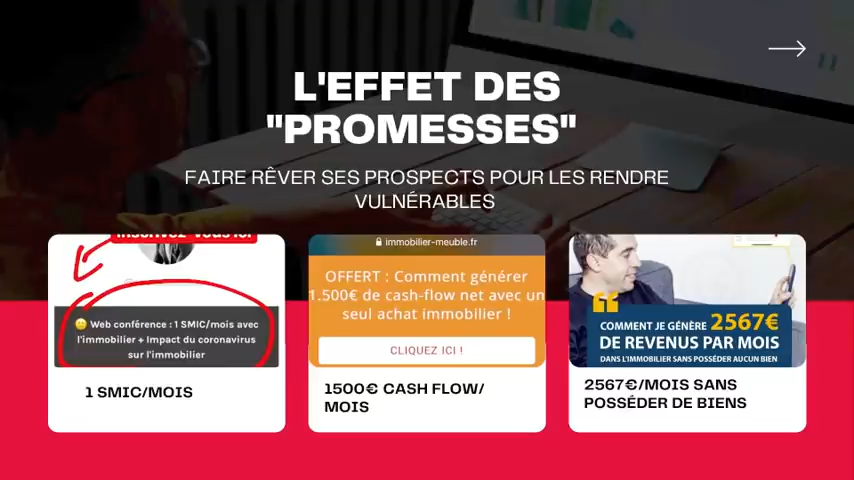 L'EFFET DES
"PROMESSES"
FAIRE RÊVER SES PROSPECTS POUR LES RENDRE
VULNÉRABLES
Inscrivez-vous ici
Web conférence : 1 SMIC/mois avec
l'immobilier + Impact du coronavirus
sur l'immobilier
1 SMIC/MOIS
immobilier-meuble.fr
OFFERT : Comment générer
1.500€ de cash-flow net avec un
seul achat immobilier !
CLIQUEZ ICI !
1500€ CASH FLOW/
MOIS
COMMENT JE GÉNÈRE 2567€
DE REVENUS PAR MOIS
DANS L'IMMOBILIER SANS POSSÉDER AUCUN BIEN
2567€/MOIS SANS
POSSÉDER DE BIENS